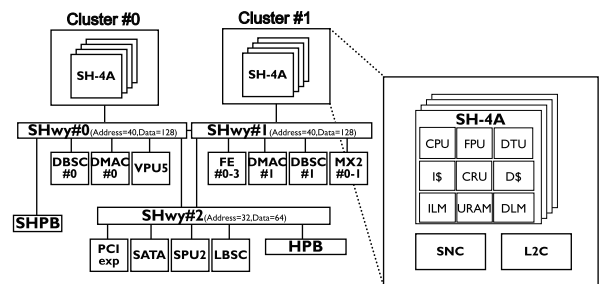 Cluster #0
Cluster #1
SH-4A
SH-4A
SHwy#0(Address=40,Data=128)
SHwy#1(Address=40,Data=128)
DBSC #0
DMAC #0
VPU5
FE #0-3
DMAC #1
DBSC #1
MX2 #0-1
SHPB
SHwy#2(Address=32,Data=64)
HPB
PCI exp
SATA
SPU2
LBSC
SH-4A
CPU
FPU
DTU
I$
CRU
D$
ILM
URAM
DLM
SNC
L2C